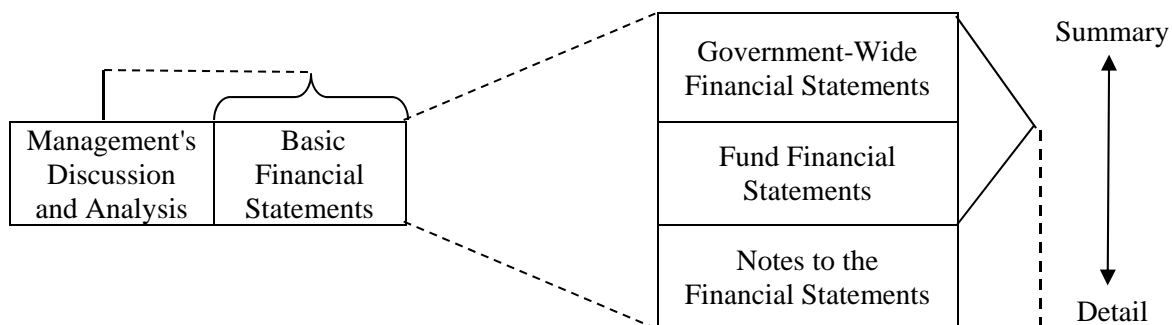 Management's
Discussion
and Analysis
Basic
Financial
Statements
Government-Wide
Financial Statements
Fund Financial
Statements
Notes to the
Financial Statements
Summary
Detail